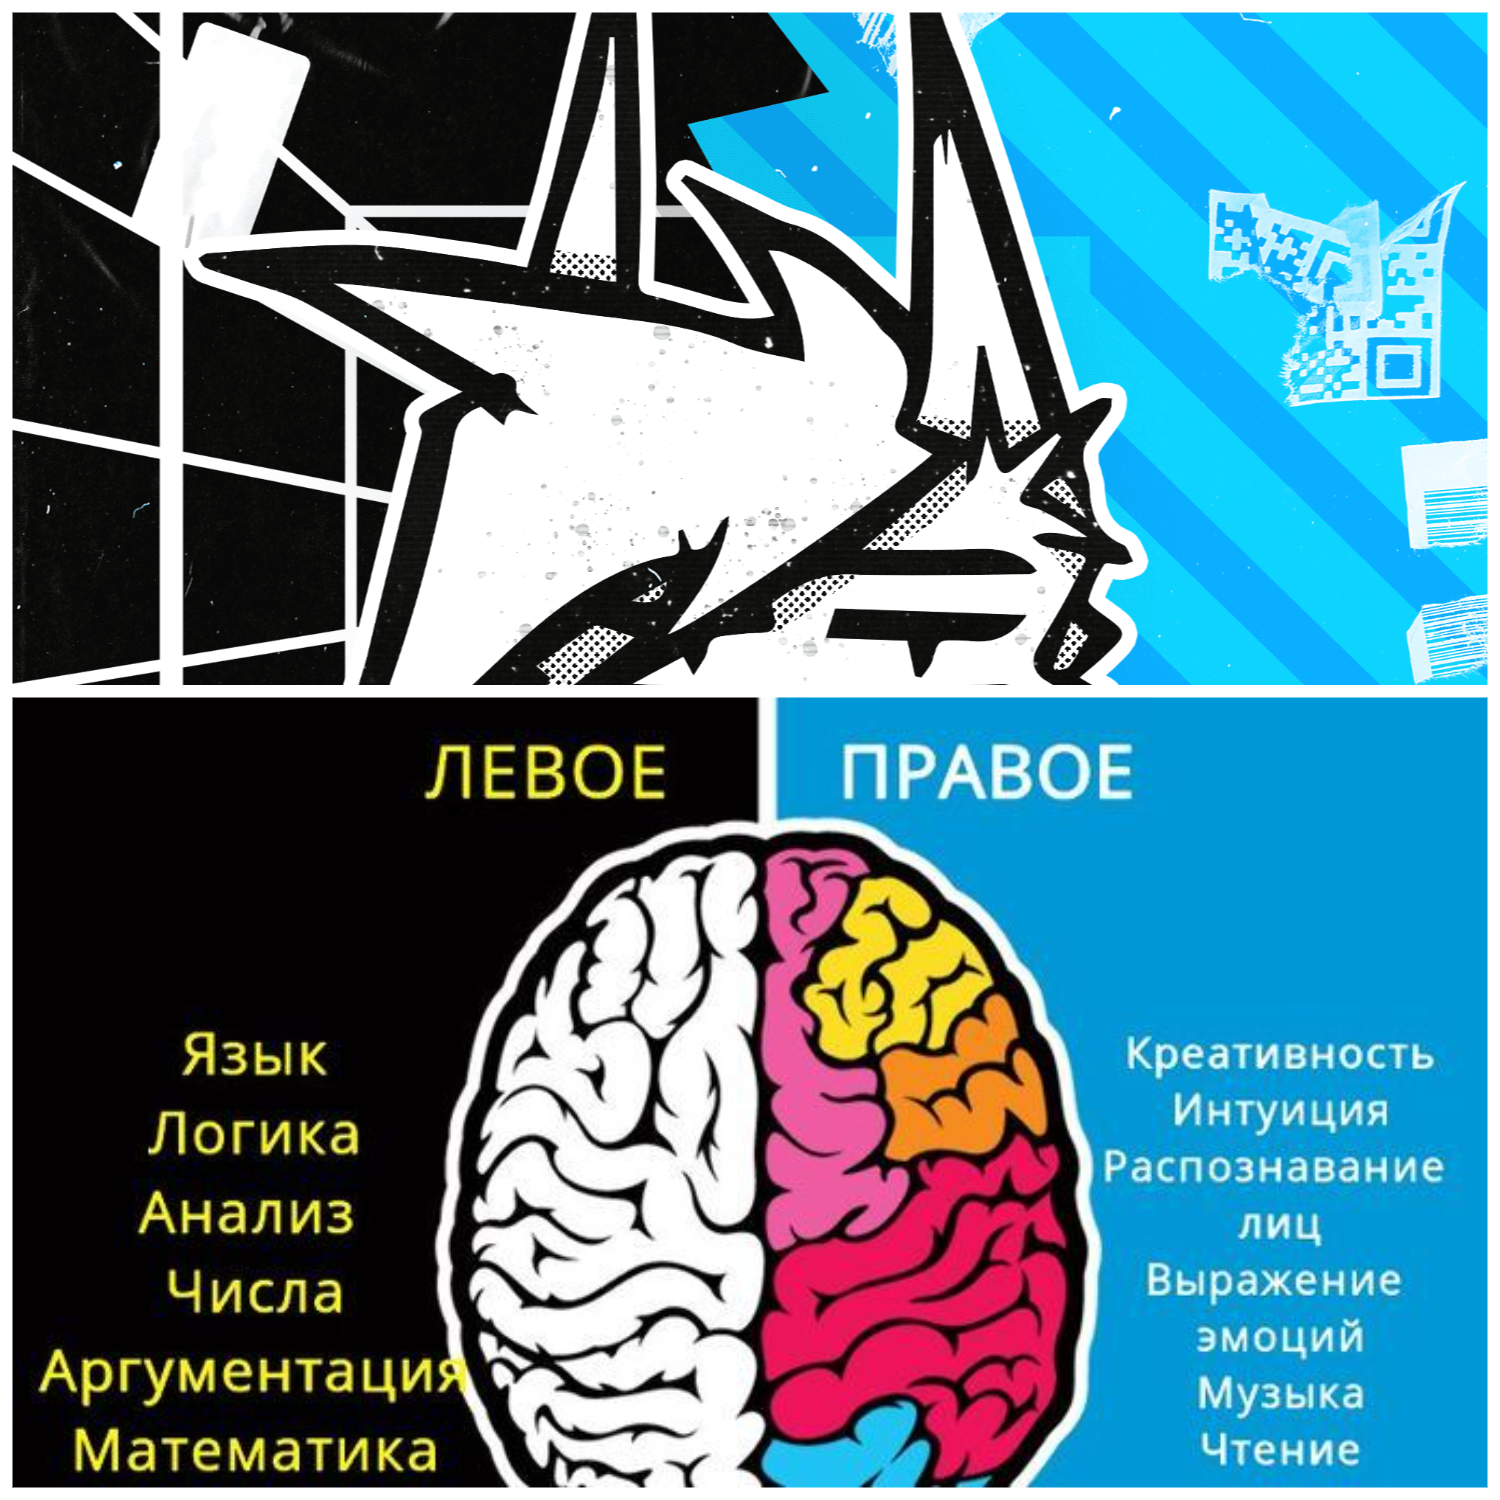 ЛЕВОЕ
ПРАВОЕ
Язык
Логика
Анализ
Числа
Аргументация
Математика
Креативность
Интуиция
Распознавание
лиц
Выражение
эмоций
Музыка
Чтение